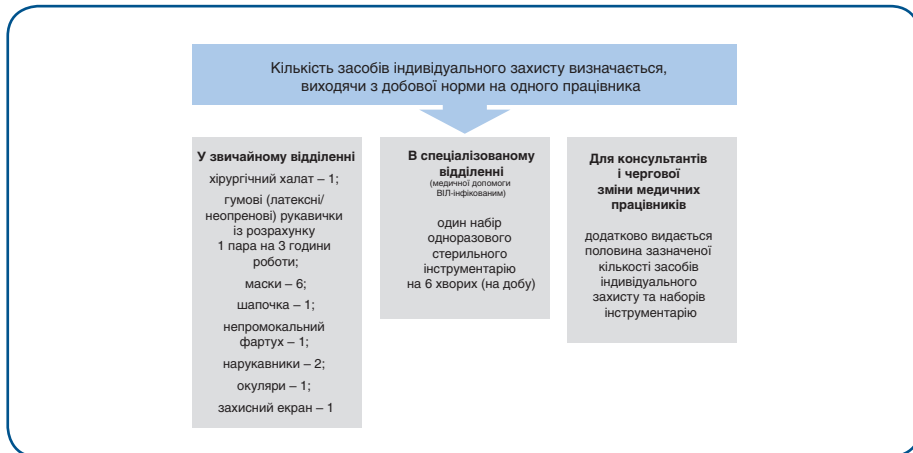 Кількість засобів індивідуального захисту визначається,
виходячи з добової норми на одного працівника
У звичайному відділенні
хірургічний халат – 1;
гумові (латексні/
неопренові) рукавички
із розрахунку
1 пара на 3 години
роботи;
маски – 6;
шапочка – 1;
непромокальний
фартух – 1;
нарукавники – 2;
окуляри – 1;
захисний екран – 1
В спеціалізованому
відділенні
(медичної допомоги
ВІЛ-інфікованим)
один набір
одноразового
стерильного
інструментарію
на 6 хворих (на добу)
Для консультантів
і чергової
зміни медичних
працівників
додатково видається
половина зазначеної
кількості засобів
індивідуального
захисту та наборів
інструментарію